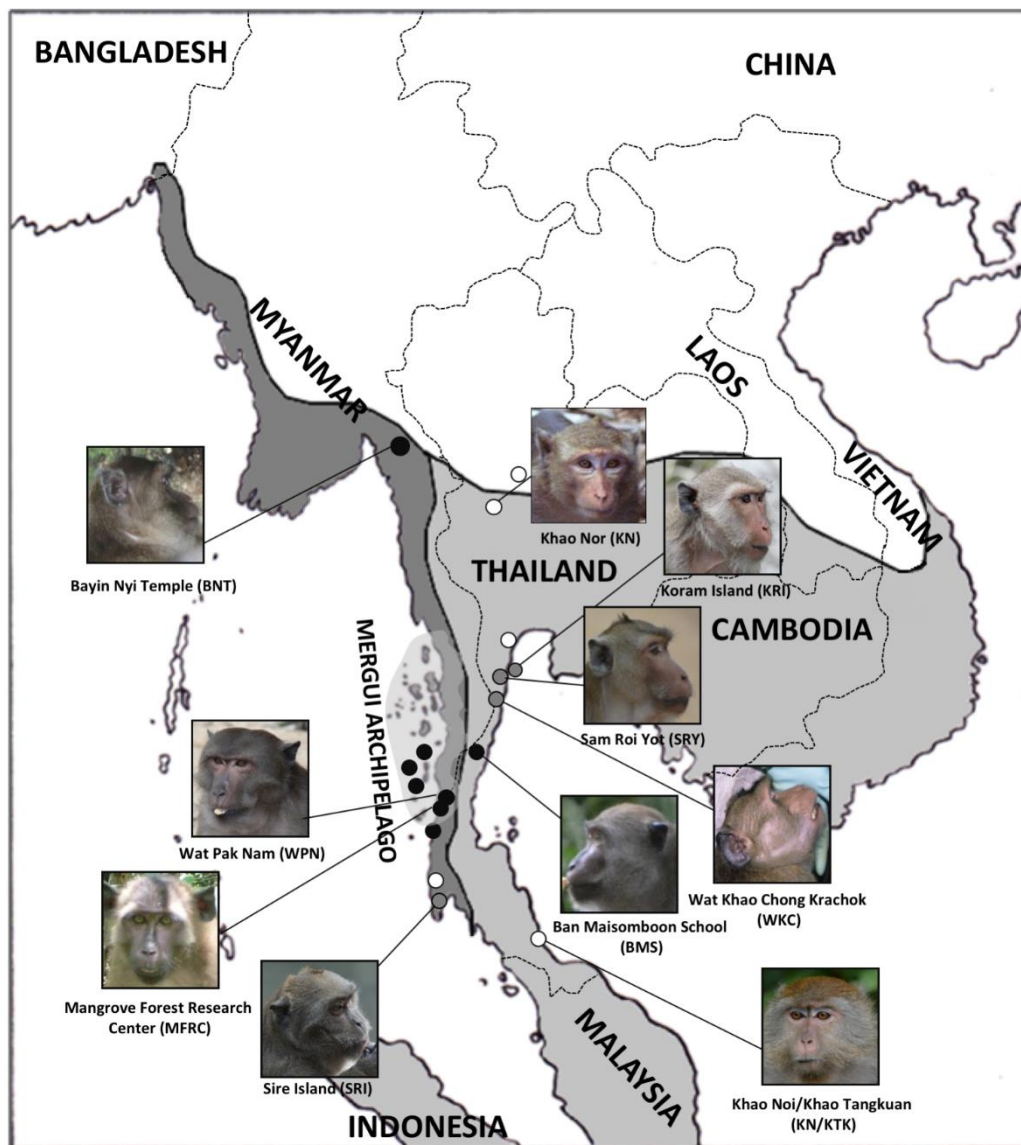 BANGLADESH
CHINA
MYANMAR
LAOS
VIETNAM
Khao Nor (KN)
THAILAND
Koram Island (KRI)
Bayin Nyi Temple (BNT)
CAMBODIA
MERGUI ARCHIPELAGO
Sam Roi Yot (SRY)
Wat Pak Nam (WPN)
Wat Khao Chong Krachok
(WKC)
Ban Maisomboon School
(BMS)
Mangrove Forest Research
Center (MFRC)
Sire Island (SRI)
MALAYSIA
Khao Noi/Khao Tangkuan
(KN/KTK)
INDONESIA